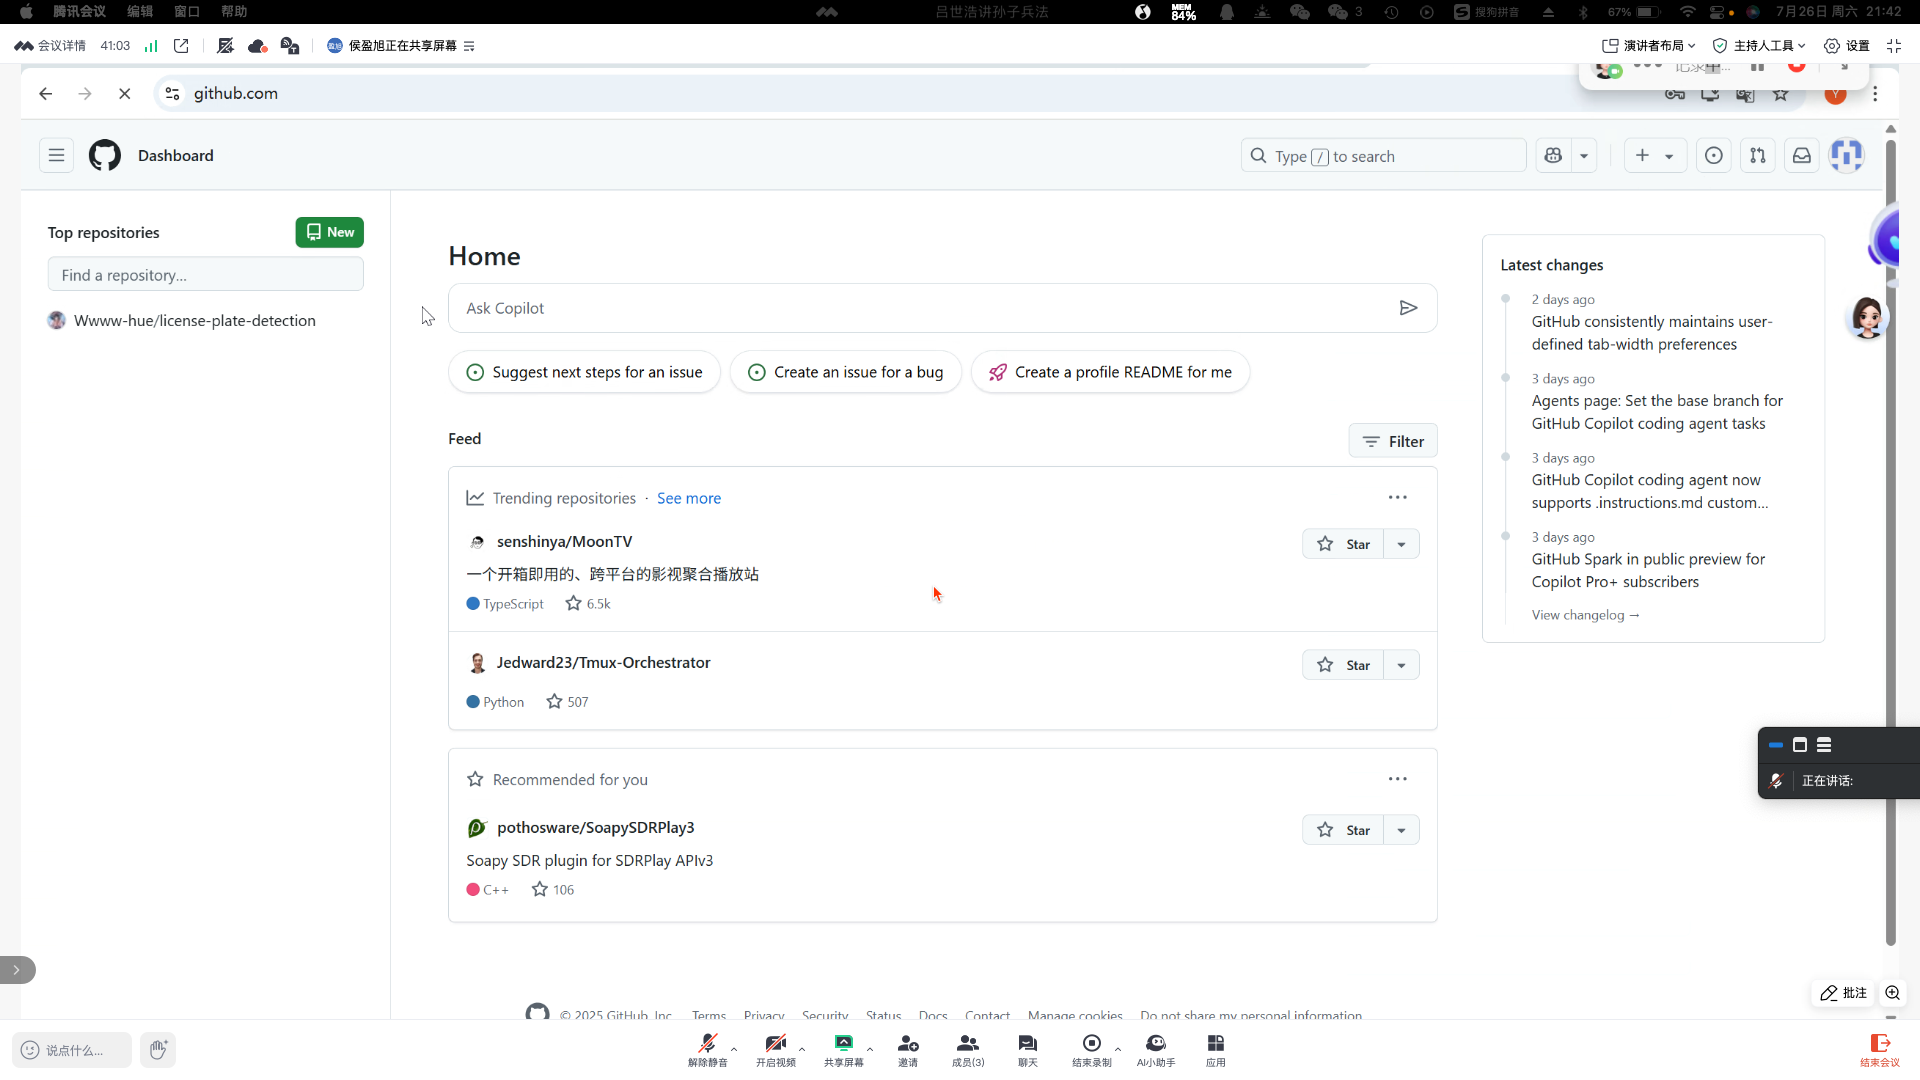 腾讯会议 编辑 窗口 帮助
吕世浩讲孙子兵法
MEM 84%
3
搜狗拼音
67%
7月26日 周六 21:42
会议详情 41:03
盈旭 侯盈旭正在共享屏幕
演讲者布局 主持人工具 设置
github.com
Y
Dashboard
Type / to search
Top repositories
New
Find a repository...
Wwww-hue/license-plate-detection
Home
Ask Copilot
Suggest next steps for an issue
Create an issue for a bug
Create a profile README for me
Feed
Filter
Trending repositories · See more
senshinya/MoonTV
Star
一个开箱即用的、跨平台的影视聚合播放站
TypeScript 6.5k
Jedward23/Tmux-Orchestrator
Star
Python 507
Recommended for you
pothosware/SoapySDRPlay3
Star
Soapy SDR plugin for SDRPlay APIv3
C++ 106
Latest changes
2 days ago
GitHub consistently maintains user-
defined tab-width preferences
3 days ago
Agents page: Set the base branch for
GitHub Copilot coding agent tasks
3 days ago
GitHub Copilot coding agent now
supports .instructions.md custom...
3 days ago
GitHub Spark in public preview for
Copilot Pro+ subscribers
View changelog →
正在讲话:
批注
© 2025 GitHub, Inc. Terms Privacy Security Status Docs Contact Manage cookies Do not share my personal information
说点什么...
解除静音 开启视频 共享屏幕 邀请 成员(3) 聊天 结束录制 AI小助手 应用
结束会议